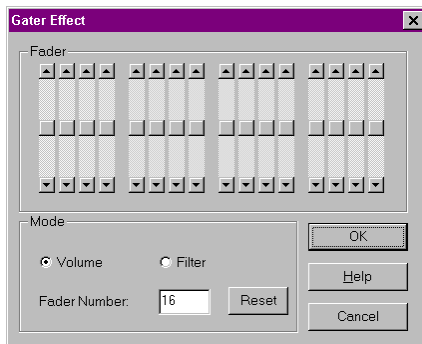 Gater Effect
Fader
Mode
Volume
Filter
Fader Number:
16
Reset
OK
Help
Cancel